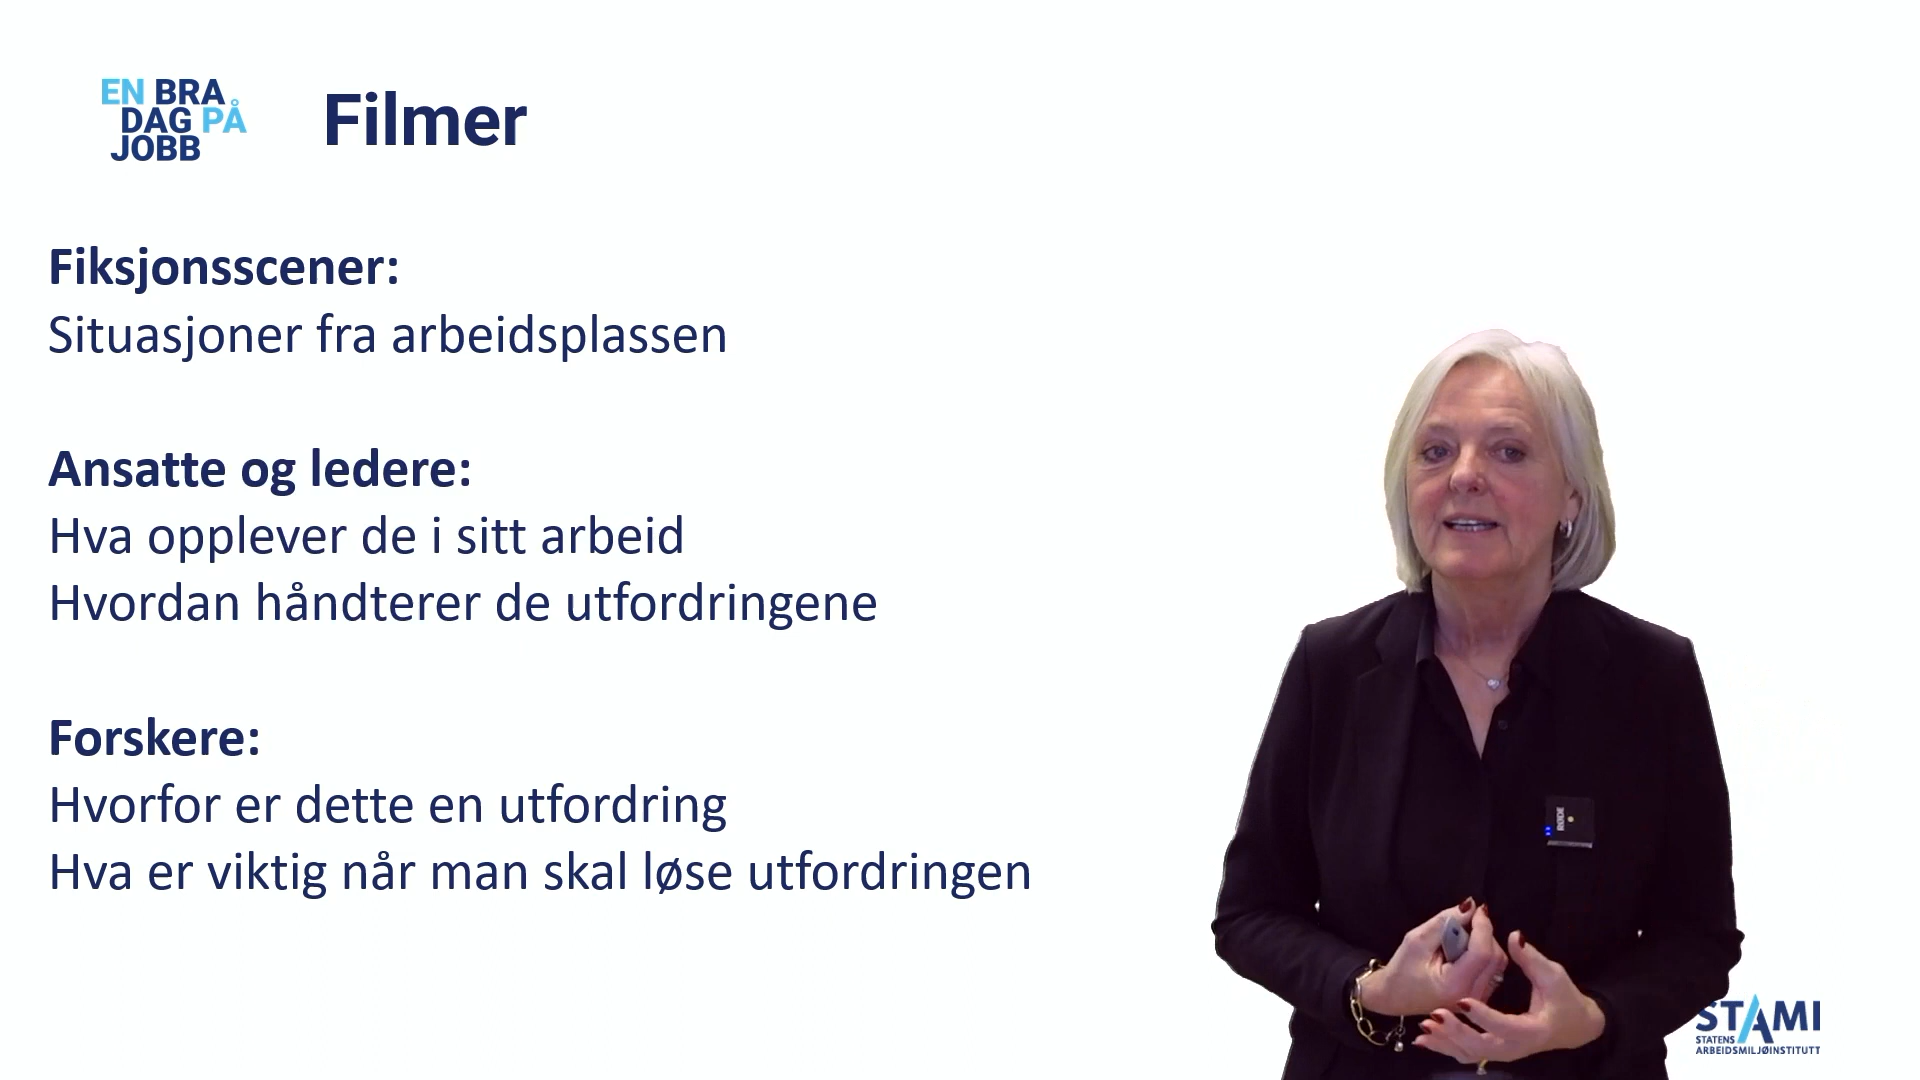 EN BRA
DAG PÅ
JOBB
Filmer
Fiksjonsscener:
Situasjoner fra arbeidsplassen
Ansatte og ledere:
Hva opplever de i sitt arbeid
Hvordan håndterer de utfordringene
Forskere:
Hvorfor er dette en utfordring
Hva er viktig når man skal løse utfordringen
RØDE
STAMI
STATENS
ARBEIDSMILJØINSTITUTT